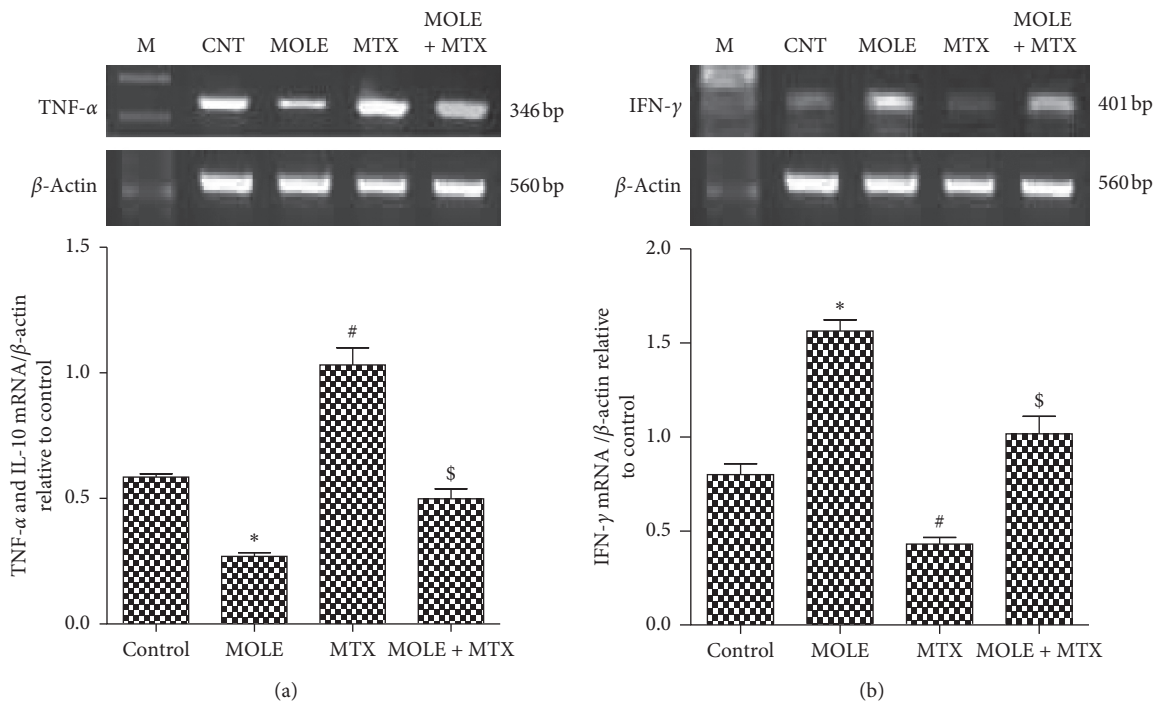 M CNT MOLE MTX MOLE + MTX
TNF-α 346 bp
β-Actin 560 bp
TNF-α and IL-10 mRNA/β-actin
relative to control
1.5
1.0
0.5
0.0
*
#
$
Control MOLE MTX MOLE + MTX
(a)
M CNT MOLE MTX MOLE + MTX
IFN-γ 401 bp
β-Actin 560 bp
IFN-γ mRNA /β-actin relative
to control
2.0
1.5
1.0
0.5
0.0
*
#
$
Control MOLE MTX MOLE + MTX
(b)